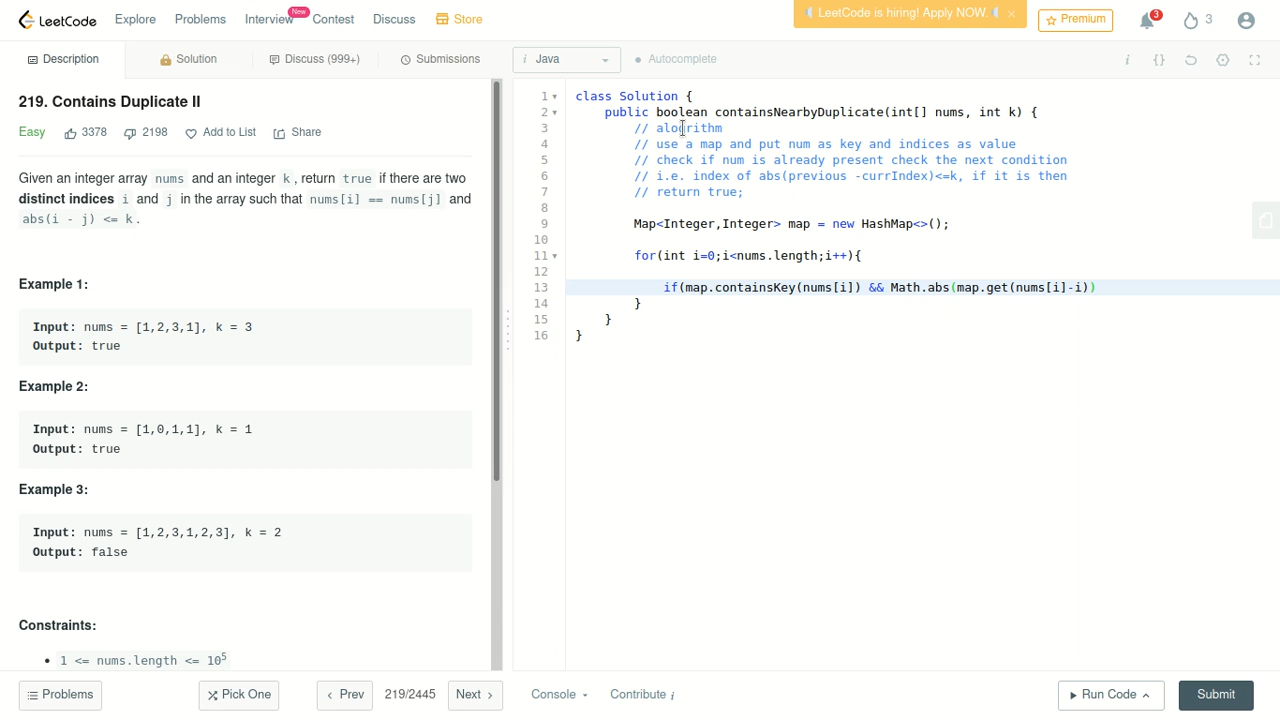 LeetCode Explore Problems Interview New Contest Discuss Store LeetCode is hiring! Apply NOW. × Premium 3 3
Description Solution Discuss (999+) Submissions i Java Autocomplete i {}
219. Contains Duplicate II
Easy 3378 2198 Add to List Share
Given an integer array nums and an integer k, return true if there are two
distinct indices i and j in the array such that nums[i] == nums[j] and
abs(i - j) <= k.
Example 1:
Input: nums = [1,2,3,1], k = 3
Output: true
Example 2:
Input: nums = [1,0,1,1], k = 1
Output: true
Example 3:
Input: nums = [1,2,3,1,2,3], k = 2
Output: false
Constraints:
• 1 <= nums.length <= 10⁵
1 class Solution {
2 public boolean containsNearbyDuplicate(int[] nums, int k) {
3 // alogrithm
4 // use a map and put num as key and indices as value
5 // check if num is already present check the next condition
6 // i.e. index of abs(previous -currIndex)<=k, if it is then
7 // return true;
8
9 Map<Integer,Integer> map = new HashMap<>();
10
11 for(int i=0;i<nums.length;i++){
12
13 if(map.containsKey(nums[i]) && Math.abs(map.get(nums[i]-i))
14 }
15 }
16 }
Problems Pick One Prev 219/2445 Next Console Contribute i Run Code Submit